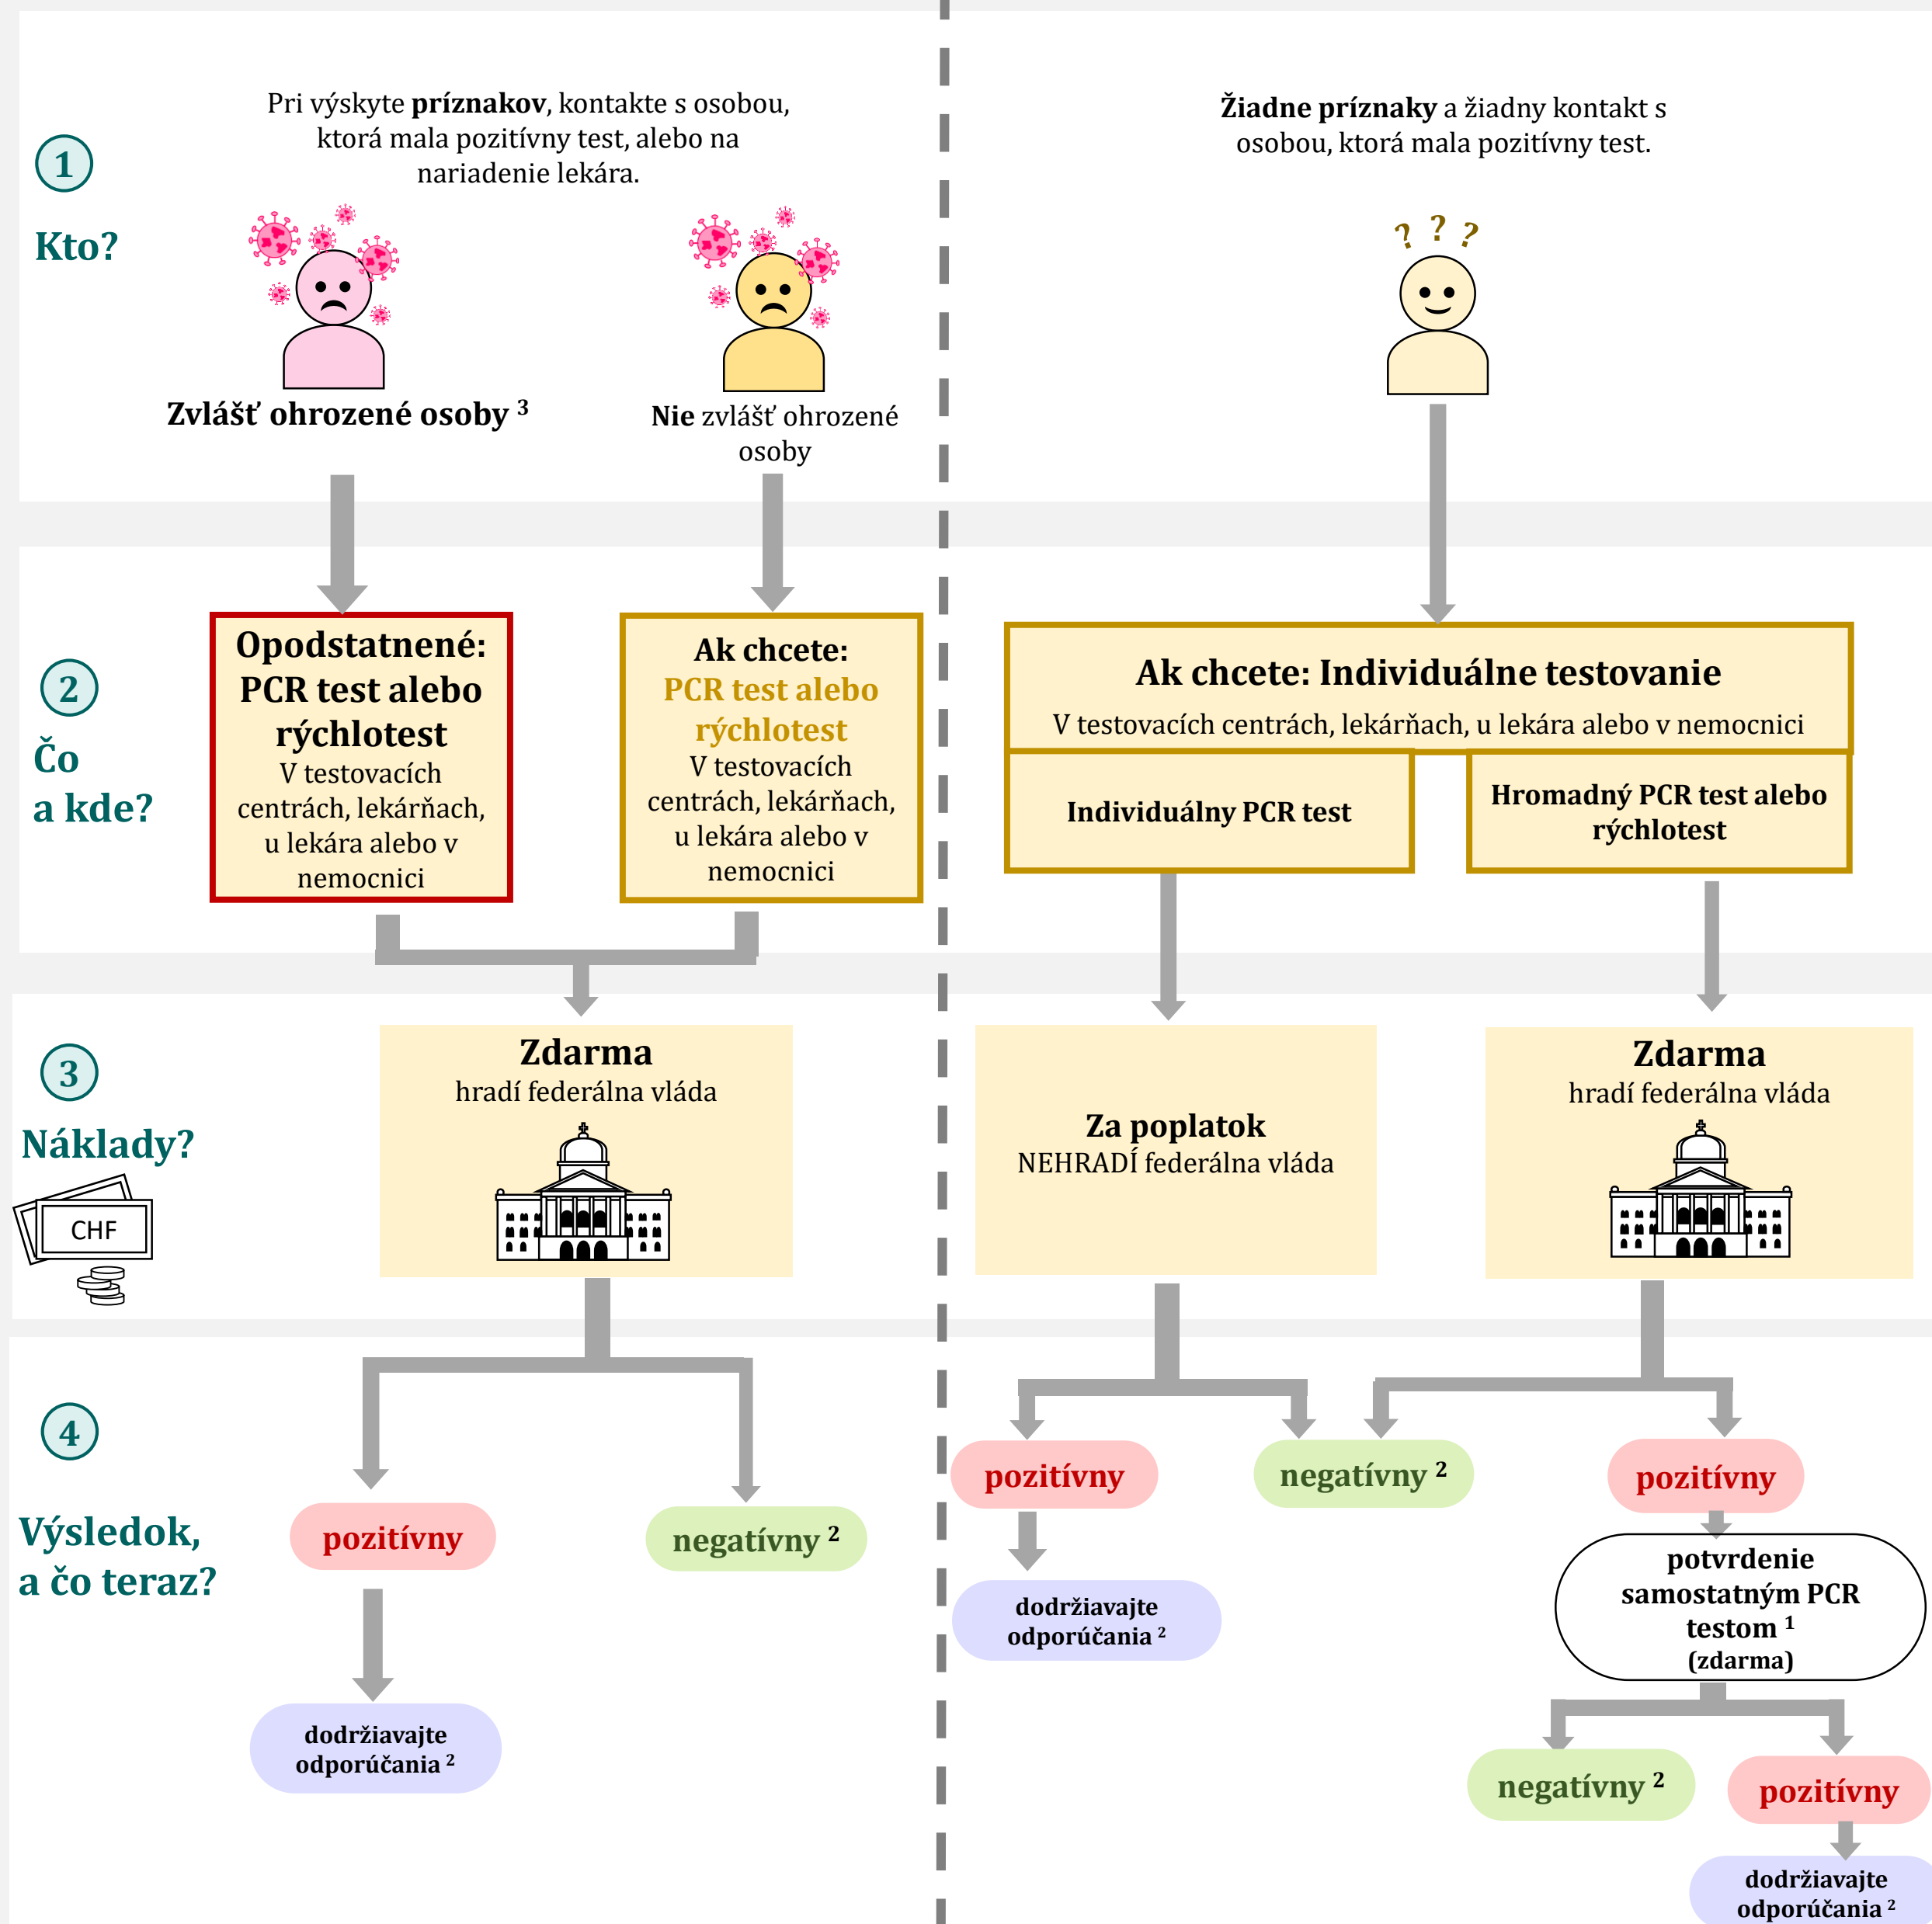 1
Kto?
Pri výskyte príznakov, kontakte s osobou,
ktorá mala pozitívny test, alebo na
nariadenie lekára.
Zvlášť ohrozené osoby ³
Nie zvlášť ohrozené
osoby
Žiadne príznaky a žiadny kontakt s
osobou, ktorá mala pozitívny test.
? ? ?
2
Čo
a kde?
Opodstatnené:
PCR test alebo
rýchlotest
V testovacích
centrách, lekárňach,
u lekára alebo v
nemocnici
Ak chcete:
PCR test alebo
rýchlotest
V testovacích
centrách, lekárňach,
u lekára alebo v
nemocnici
Ak chcete: Individuálne testovanie
V testovacích centrách, lekárňach, u lekára alebo v nemocnici
Individuálny PCR test
Hromadný PCR test alebo
rýchlotest
3
Náklady?
CHF
Zdarma
hradí federálna vláda
Za poplatok
NEHRADÍ federálna vláda
Zdarma
hradí federálna vláda
4
Výsledok,
a čo teraz?
pozitívny
negatívny ²
dodržiavajte
odporúčania ²
pozitívny
negatívny ²
pozitívny
dodržiavajte
odporúčania ²
potvrdenie
samostatným PCR
testom ¹
(zdarma)
negatívny ²
pozitívny
dodržiavajte
odporúčania ²